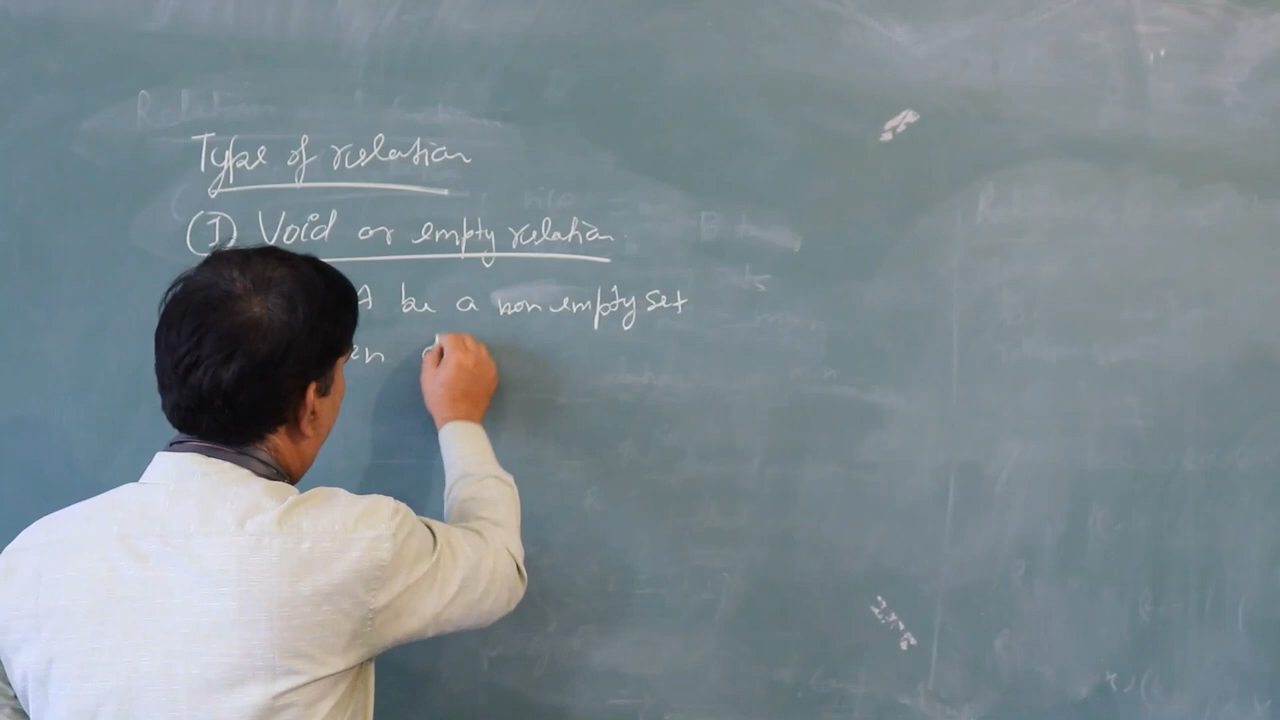 Type of relation
(I) Void or empty relation
A be a non empty set
en